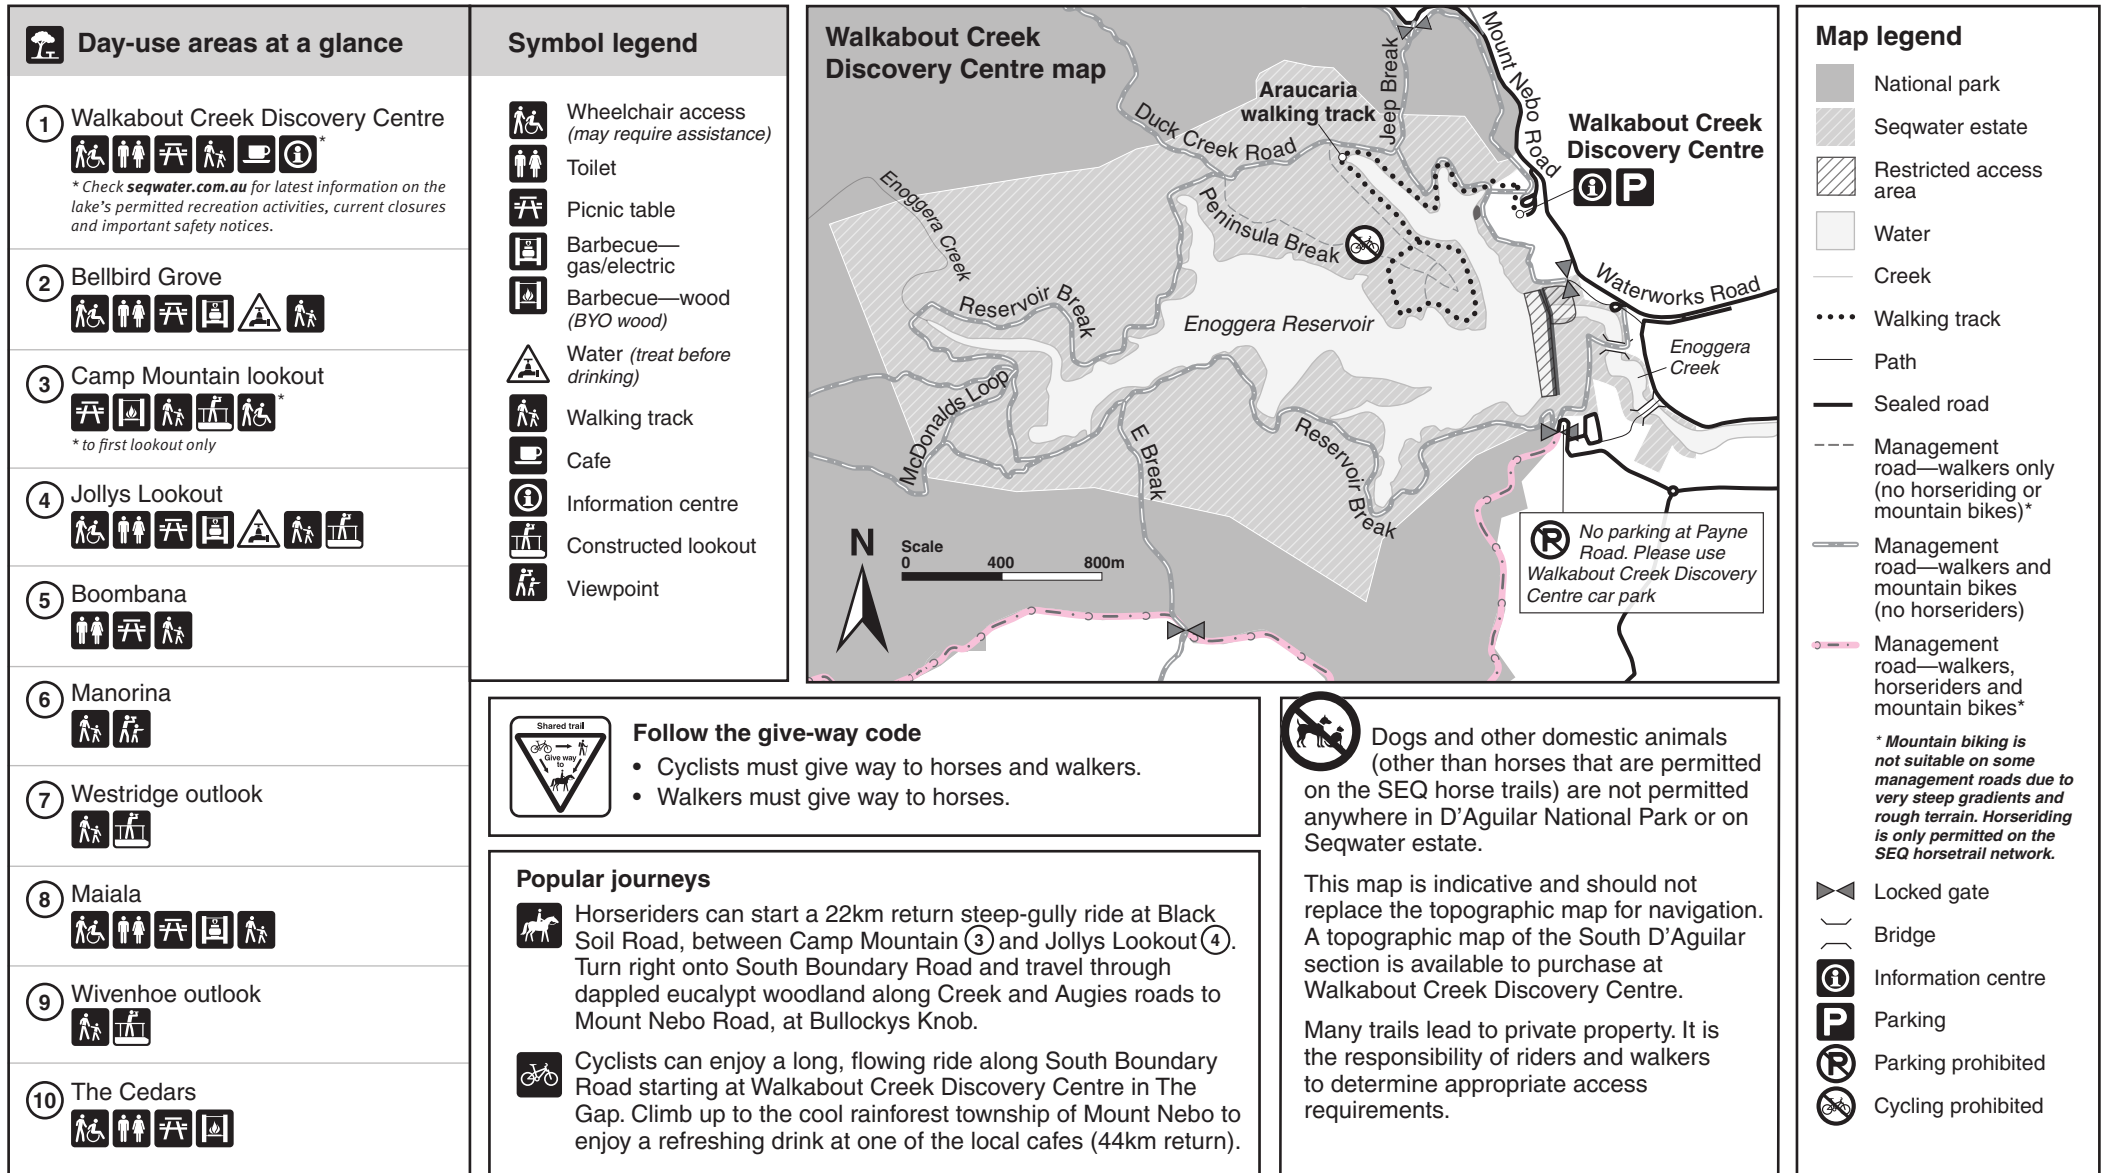 Day-use areas at a glance
1
Walkabout Creek Discovery Centre
*
* Check seqwater.com.au for latest information on the
lake's permitted recreation activities, current closures
and important safety notices.
2
Bellbird Grove
3
Camp Mountain lookout
*
* to first lookout only
4
Jollys Lookout
5
Boombana
6
Manorina
7
Westridge outlook
8
Maiala
9
Wivenhoe outlook
10
The Cedars
Symbol legend
Wheelchair access
(may require assistance)
Toilet
Picnic table
Barbecue—
gas/electric
Barbecue—wood
(BYO wood)
Water (treat before
drinking)
Walking track
Cafe
Information centre
Constructed lookout
Viewpoint
Walkabout Creek
Discovery Centre map
Araucaria
walking track
Jeep Break
Mount Nebo Road
Duck Creek Road
Walkabout Creek
Discovery Centre
P
Enoggera Creek
Peninsula Break
Waterworks Road
Reservoir Break
Enoggera Reservoir
Enoggera
Creek
McDonalds Loop
E Break
Reservoir Break
N
Scale
0 400 800m
P
No parking at Payne
Road. Please use
Walkabout Creek Discovery
Centre car park
Shared trail
Give way
to
Follow the give-way code
• Cyclists must give way to horses and walkers.
• Walkers must give way to horses.
Popular journeys
Horseriders can start a 22km return steep-gully ride at Black
Soil Road, between Camp Mountain 3 and Jollys Lookout 4.
Turn right onto South Boundary Road and travel through
dappled eucalypt woodland along Creek and Augies roads to
Mount Nebo Road, at Bullockys Knob.
Cyclists can enjoy a long, flowing ride along South Boundary
Road starting at Walkabout Creek Discovery Centre in The
Gap. Climb up to the cool rainforest township of Mount Nebo to
enjoy a refreshing drink at one of the local cafes (44km return).
Dogs and other domestic animals
(other than horses that are permitted
on the SEQ horse trails) are not permitted
anywhere in D'Aguilar National Park or on
Seqwater estate.
This map is indicative and should not
replace the topographic map for navigation.
A topographic map of the South D'Aguilar
section is available to purchase at
Walkabout Creek Discovery Centre.
Many trails lead to private property. It is
the responsibility of riders and walkers
to determine appropriate access
requirements.
Map legend
National park
Seqwater estate
Restricted access
area
Water
Creek
Walking track
Path
Sealed road
Management
road—walkers only
(no horseriding or
mountain bikes)*
Management
road—walkers and
mountain bikes
(no horseriders)
Management
road—walkers,
horseriders and
mountain bikes*
* Mountain biking is
not suitable on some
management roads due to
very steep gradients and
rough terrain. Horseriding
is only permitted on the
SEQ horsetrail network.
Locked gate
Bridge
Information centre
P
Parking
P
Parking prohibited
Cycling prohibited